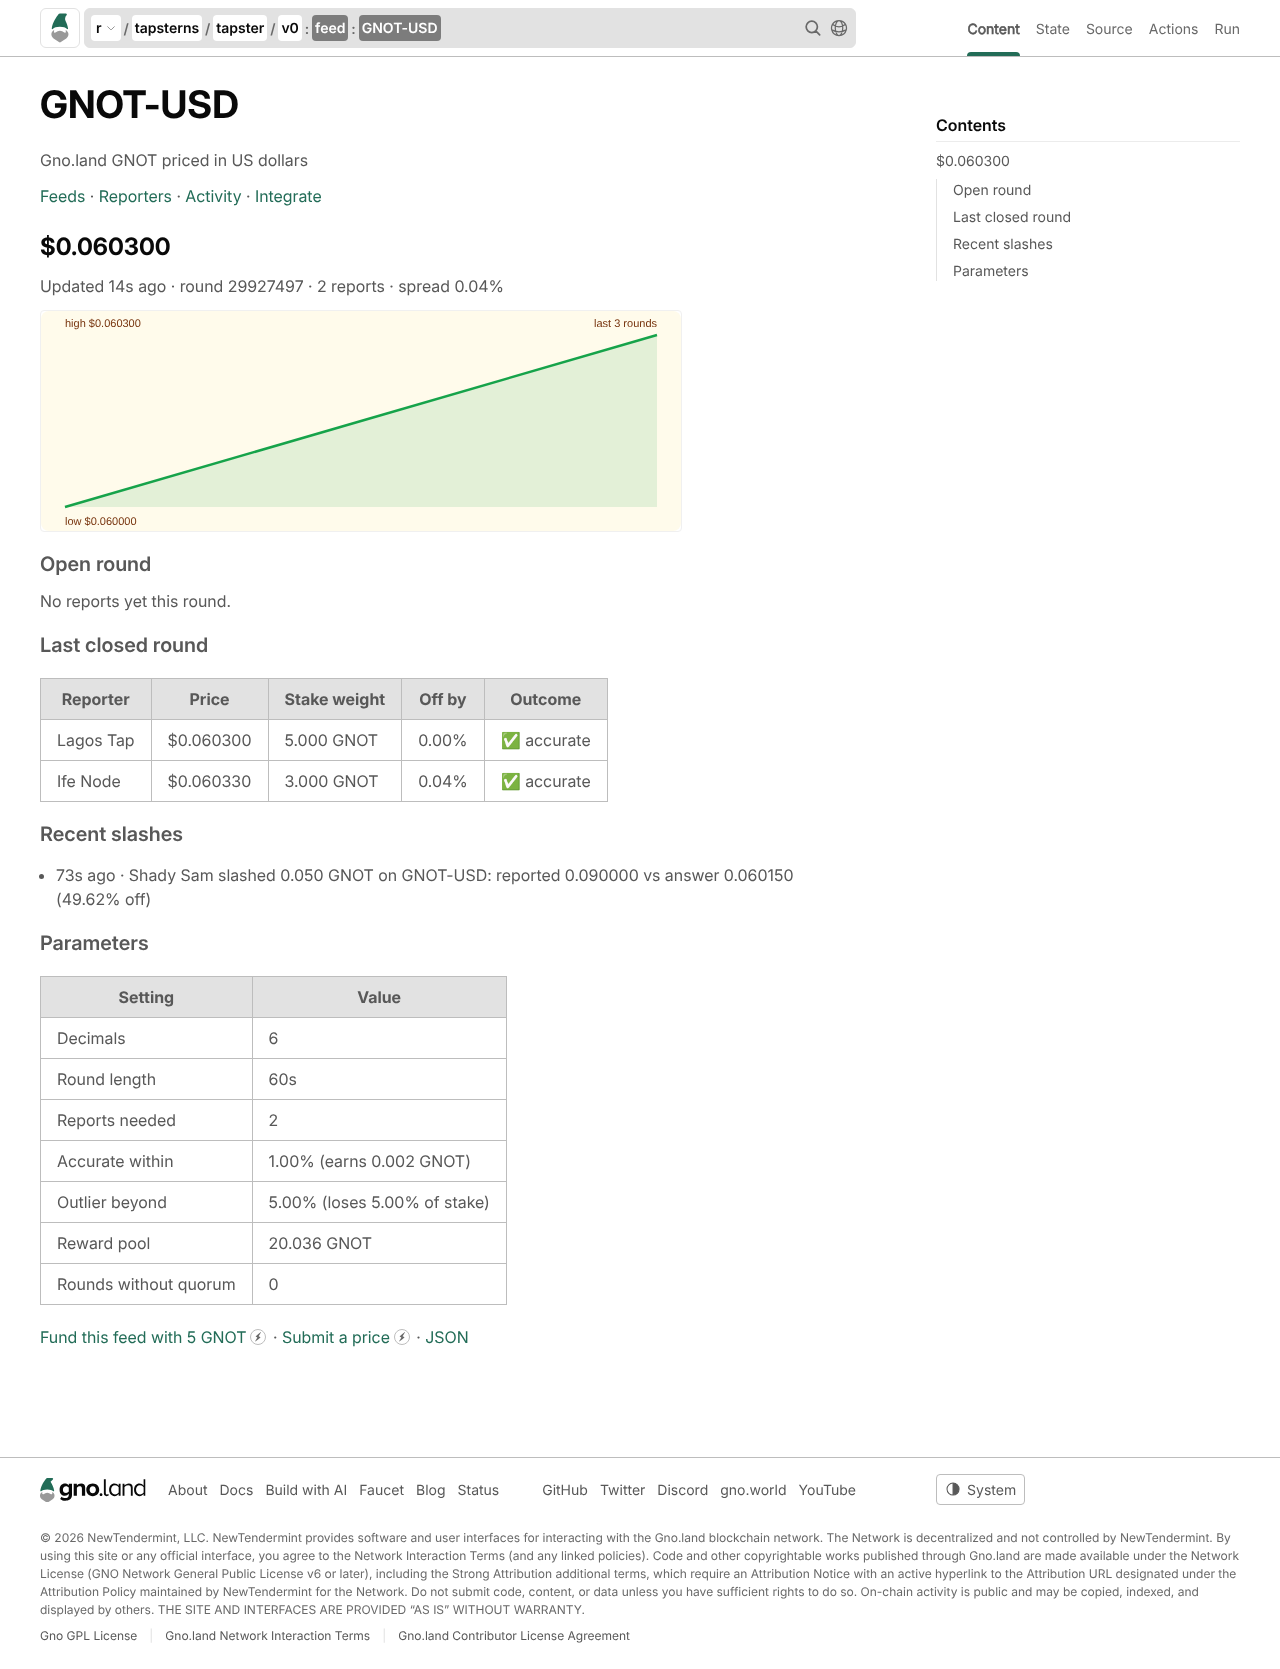 r / tapsterns / tapster / v0 : feed : GNOT-USD
Content State Source Actions Run
GNOT-USD
Gno.land GNOT priced in US dollars
Feeds · Reporters · Activity · Integrate
$0.060300
Updated 14s ago · round 29927497 · 2 reports · spread 0.04%
high $0.060300
last 3 rounds
low $0.060000
Open round
No reports yet this round.
Last closed round
Reporter Price Stake weight Off by Outcome
Lagos Tap $0.060300 5.000 GNOT 0.00% ✅ accurate
Ife Node $0.060330 3.000 GNOT 0.04% ✅ accurate
Recent slashes
• 73s ago · Shady Sam slashed 0.050 GNOT on GNOT-USD: reported 0.090000 vs answer 0.060150
(49.62% off)
Parameters
Setting Value
Decimals 6
Round length 60s
Reports needed 2
Accurate within 1.00% (earns 0.002 GNOT)
Outlier beyond 5.00% (loses 5.00% of stake)
Reward pool 20.036 GNOT
Rounds without quorum 0
Fund this feed with 5 GNOT · Submit a price · JSON
Contents
$0.060300
Open round
Last closed round
Recent slashes
Parameters
gno.land About Docs Build with AI Faucet Blog Status GitHub Twitter Discord gno.world YouTube System
© 2026 NewTendermint, LLC. NewTendermint provides software and user interfaces for interacting with the Gno.land blockchain network. The Network is decentralized and not controlled by NewTendermint. By
using this site or any official interface, you agree to the Network Interaction Terms (and any linked policies). Code and other copyrightable works published through Gno.land are made available under the Network
License (GNO Network General Public License v6 or later), including the Strong Attribution additional terms, which require an Attribution Notice with an active hyperlink to the Attribution URL designated under the
Attribution Policy maintained by NewTendermint for the Network. Do not submit code, content, or data unless you have sufficient rights to do so. On-chain activity is public and may be copied, indexed, and
displayed by others. THE SITE AND INTERFACES ARE PROVIDED “AS IS” WITHOUT WARRANTY.
Gno GPL License Gno.land Network Interaction Terms Gno.land Contributor License Agreement